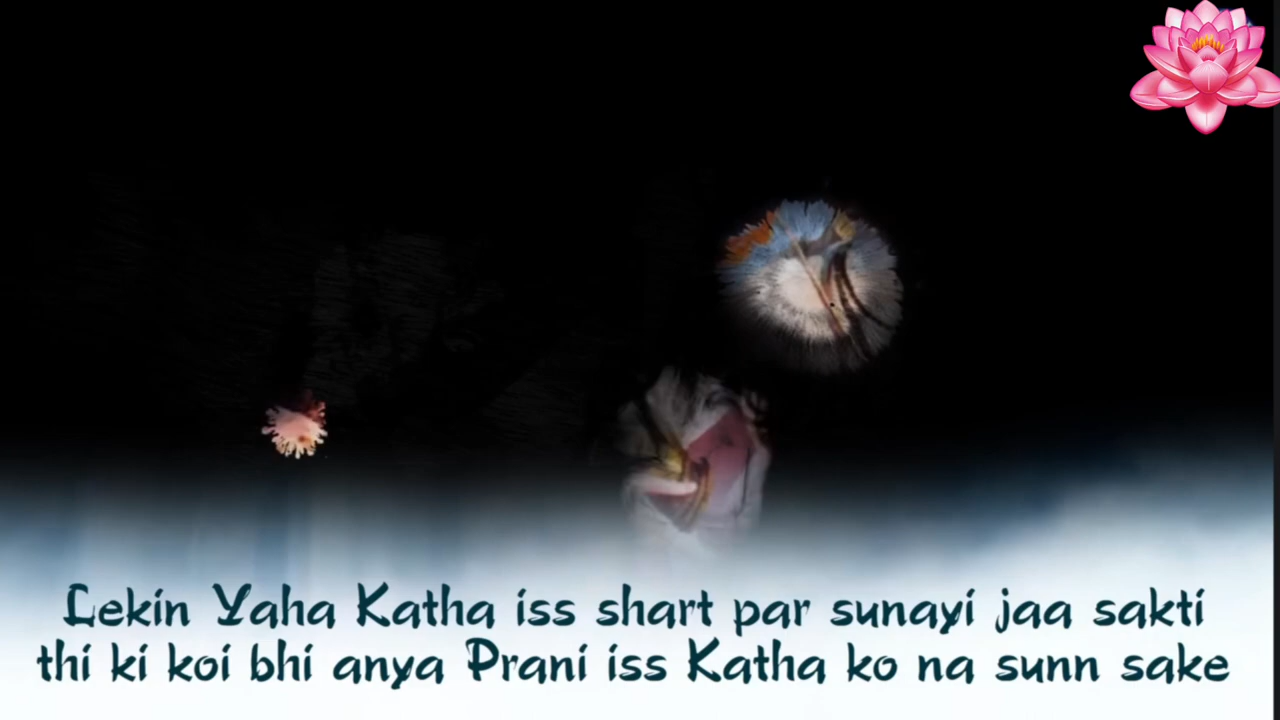 Lekin Yaha Katha iss shart par sunayi jaa sakti
thi ki koi bhi anya Prani iss Katha ko na sunn sake